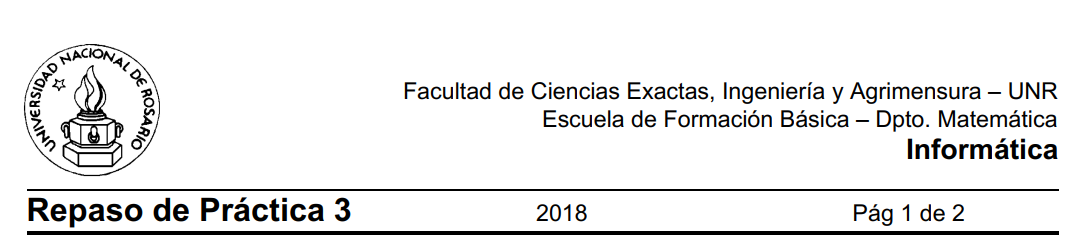 UNIVERSIDAD NACIONAL DE ROSARIO
Facultad de Ciencias Exactas, Ingeniería y Agrimensura – UNR
Escuela de Formación Básica – Dpto. Matemática
Informática
Repaso de Práctica 3 2018 Pág 1 de 2